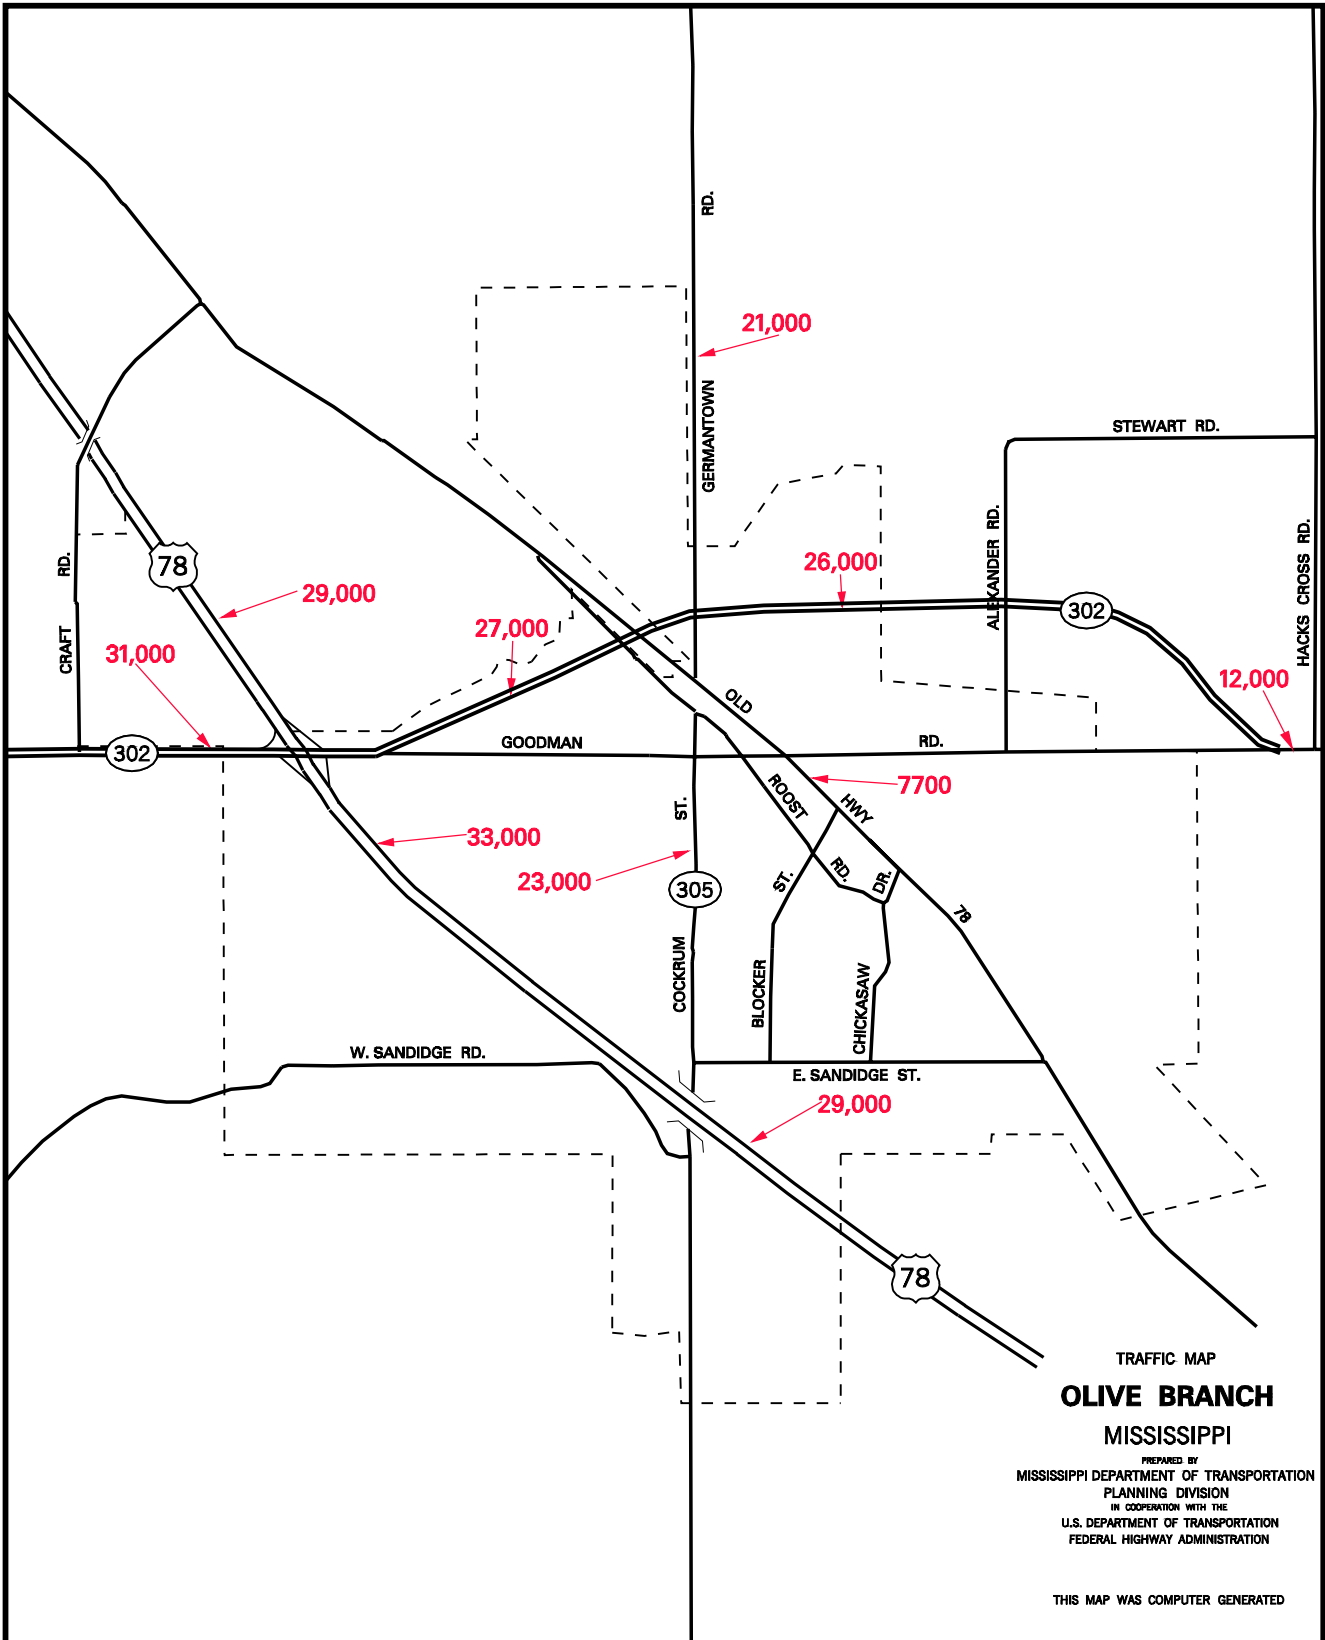 RD.
21,000
GERMANTOWN
STEWART RD.
ALEXANDER RD.
HACKS CROSS RD.
RD.
CRAFT
78
29,000
26,000
302
27,000
31,000
12,000
OLD
302
GOODMAN
RD.
7700
ROOST
HWY
ST.
33,000
23,000
305
RD.
DR.
ST.
78
COCKRUM
BLOCKER
CHICKASAW
W. SANDIDGE RD.
E. SANDIDGE ST.
29,000
78
TRAFFIC MAP
OLIVE BRANCH
MISSISSIPPI
PREPARED BY
MISSISSIPPI DEPARTMENT OF TRANSPORTATION
PLANNING DIVISION
IN COOPERATION WITH THE
U.S. DEPARTMENT OF TRANSPORTATION
FEDERAL HIGHWAY ADMINISTRATION
THIS MAP WAS COMPUTER GENERATED